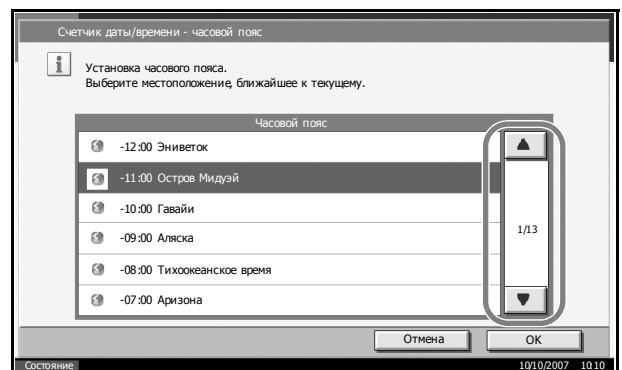 Счетчик даты/времени - часовой пояс
i
Установка часового пояса.
Выберите местоположение, ближайшее к текущему.
Часовой пояс
-12:00 Эниветок
-11:00 Остров Мидуэй
-10:00 Гавайи
-09:00 Аляска
-08:00 Тихоокеанское время
-07:00 Аризона
1/13
Отмена
OK
Состояние
10/10/2007 10:10